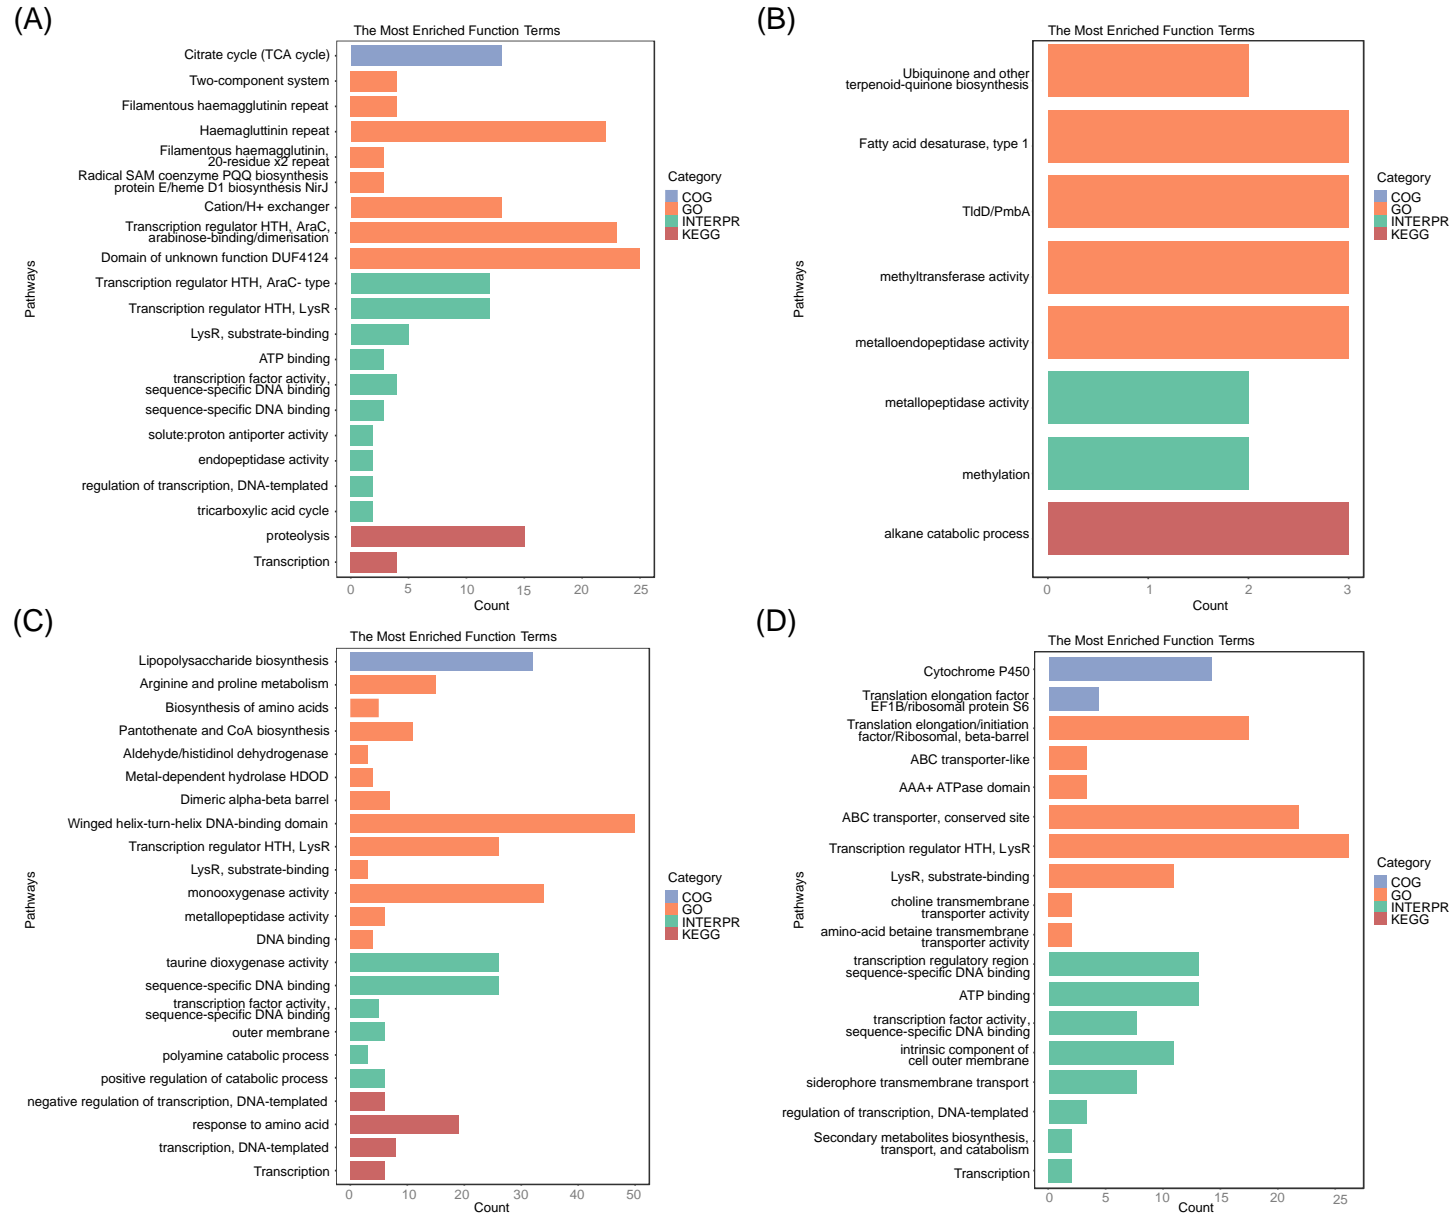 (A)
The Most Enriched Function Terms
Citrate cycle (TCA cycle)
Two-component system
Filamentous haemagglutinin repeat
Haemagluttinin repeat
Filamentous haemagglutinin,
20-residue x2 repeat
Radical SAM coenzyme PQQ biosynthesis
protein E/heme D1 biosynthesis NirJ
Cation/H+ exchanger
Transcription regulator HTH, AraC,
arabinose-binding/dimerisation
Domain of unknown function DUF4124
Transcription regulator HTH, AraC- type
Transcription regulator HTH, LysR
LysR, substrate-binding
ATP binding
transcription factor activity,
sequence-specific DNA binding
sequence-specific DNA binding
solute:proton antiporter activity
endopeptidase activity
regulation of transcription, DNA-templated
tricarboxylic acid cycle
proteolysis
Transcription
Pathways
0 5 10 15 20 25
Count
Category
COG
GO
INTERPR
KEGG
(B)
The Most Enriched Function Terms
Ubiquinone and other
terpenoid-quinone biosynthesis
Fatty acid desaturase, type 1
TldD/PmbA
methyltransferase activity
metalloendopeptidase activity
metallopeptidase activity
methylation
alkane catabolic process
Pathways
0 1 2 3
Count
Category
COG
GO
INTERPR
KEGG
(C)
The Most Enriched Function Terms
Lipopolysaccharide biosynthesis
Arginine and proline metabolism
Biosynthesis of amino acids
Pantothenate and CoA biosynthesis
Aldehyde/histidinol dehydrogenase
Metal-dependent hydrolase HDOD
Dimeric alpha-beta barrel
Winged helix-turn-helix DNA-binding domain
Transcription regulator HTH, LysR
LysR, substrate-binding
monooxygenase activity
metallopeptidase activity
DNA binding
taurine dioxygenase activity
sequence-specific DNA binding
transcription factor activity,
sequence-specific DNA binding
outer membrane
polyamine catabolic process
positive regulation of catabolic process
negative regulation of transcription, DNA-templated
response to amino acid
transcription, DNA-templated
Transcription
Pathways
0 10 20 30 40 50
Count
Category
COG
GO
INTERPR
KEGG
(D)
The Most Enriched Function Terms
Cytochrome P450
Translation elongation factor
EF1B/ribosomal protein S6
Translation elongation/initiation
factor/Ribosomal, beta-barrel
ABC transporter-like
AAA+ ATPase domain
ABC transporter, conserved site
Transcription regulator HTH, LysR
LysR, substrate-binding
choline transmembrane
transporter activity
amino-acid betaine transmembrane
transporter activity
transcription regulatory region
sequence-specific DNA binding
ATP binding
transcription factor activity,
sequence-specific DNA binding
intrinsic component of
cell outer membrane
siderophore transmembrane transport
regulation of transcription, DNA-templated
Secondary metabolites biosynthesis,
transport, and catabolism
Transcription
Pathways
0 5 10 15 20 25
Count
Category
COG
GO
INTERPR
KEGG